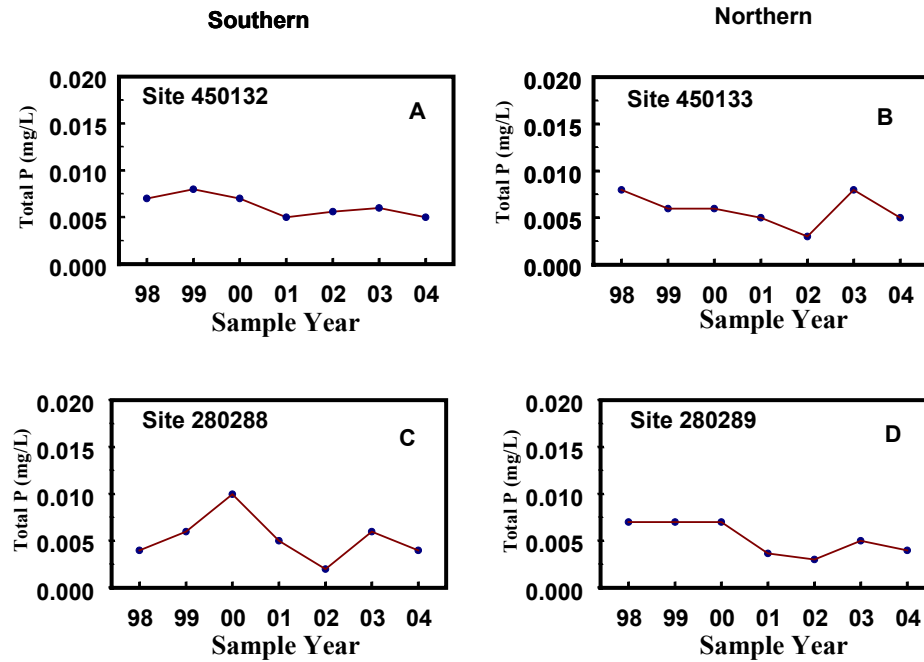 Southern
Northern
Site 450132
A
Total P (mg/L)
0.020
0.015
0.010
0.005
0.000
98 99 00 01 02 03 04
Sample Year
Site 450133
B
Total P (mg/L)
0.020
0.015
0.010
0.005
0.000
98 99 00 01 02 03 04
Sample Year
Site 280288
C
Total P (mg/L)
0.020
0.015
0.010
0.005
0.000
98 99 00 01 02 03 04
Sample Year
Site 280289
D
Total P (mg/L)
0.020
0.015
0.010
0.005
0.000
98 99 00 01 02 03 04
Sample Year